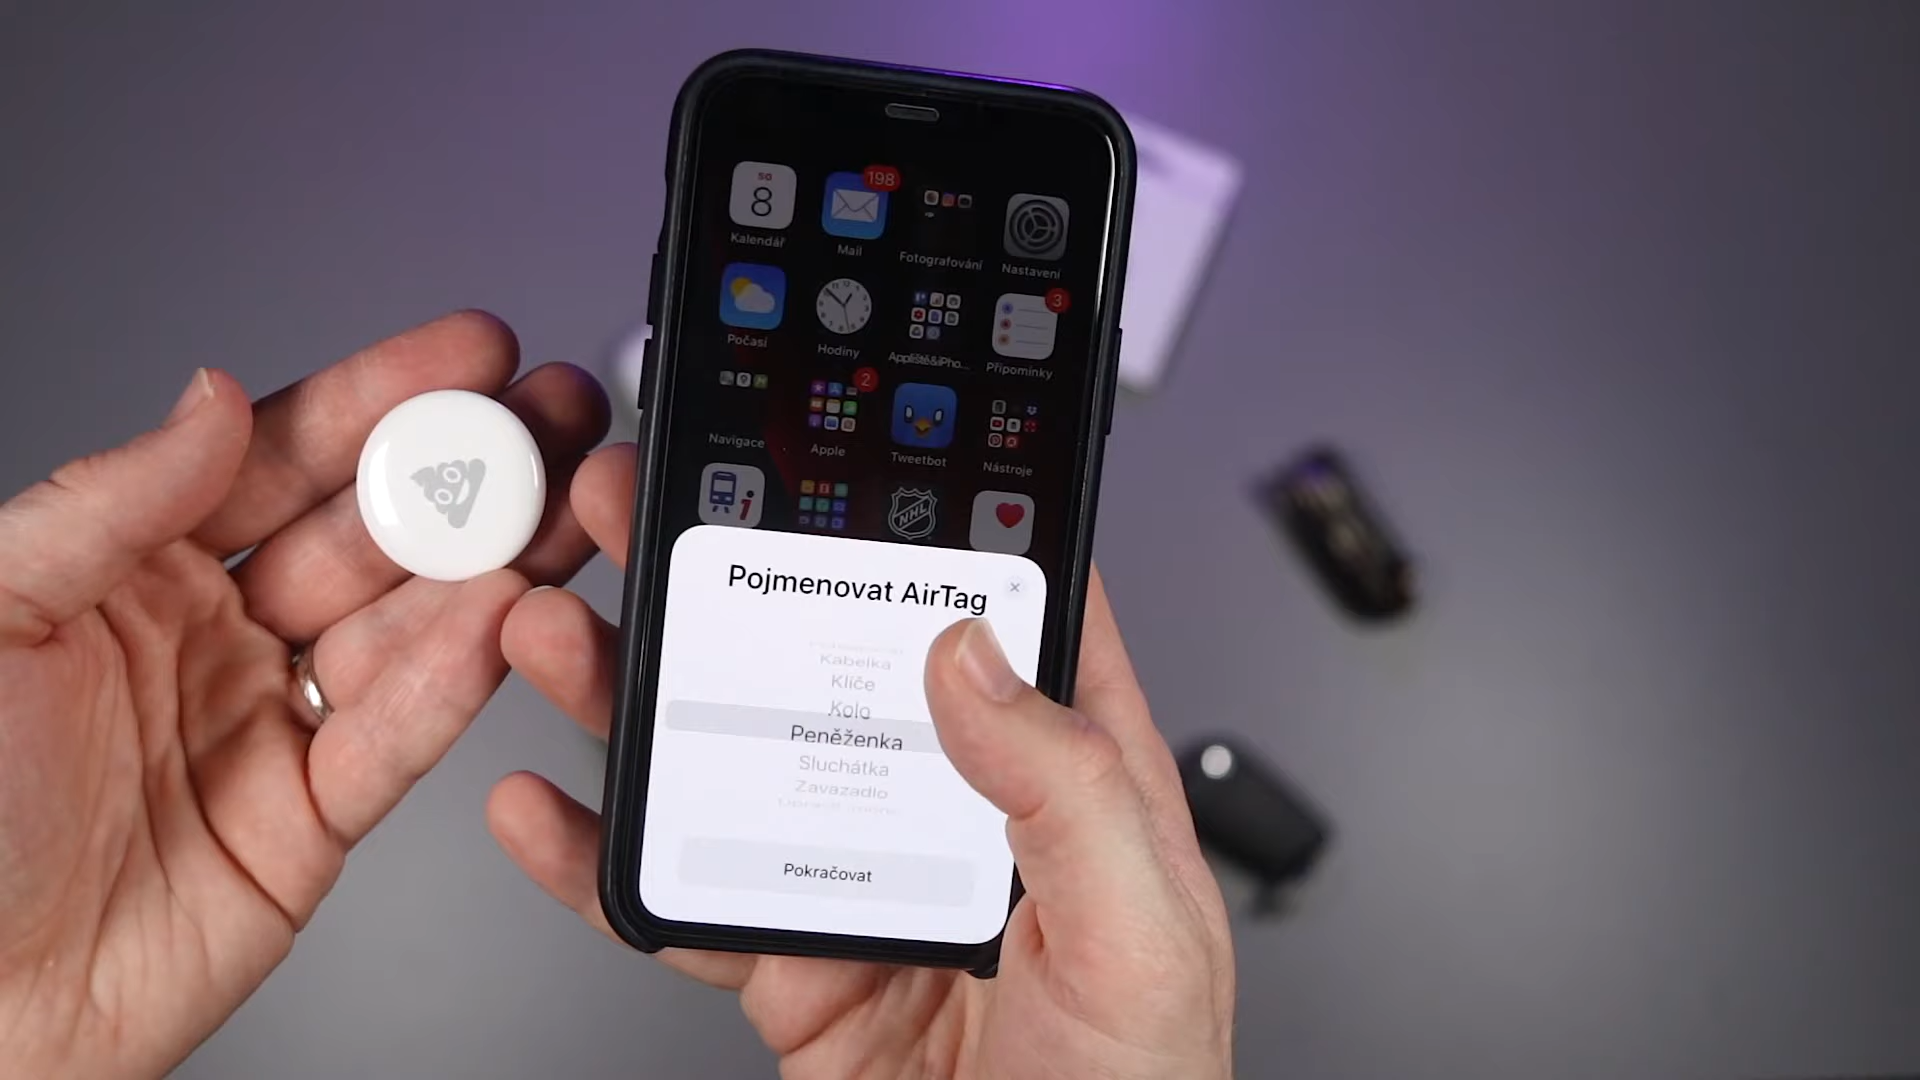 SO
8
198
Kalendář
Mail
Fotografování
Nastavení
3
Počasí
Hodiny
Připomínky
2
Navigace
Apple
Tweetbot
Nástroje
NHL
Pojmenovat AirTag
Kabelka
Klíče
Kolo
Peněženka
Sluchátka
Zavazadlo
Pokračovat